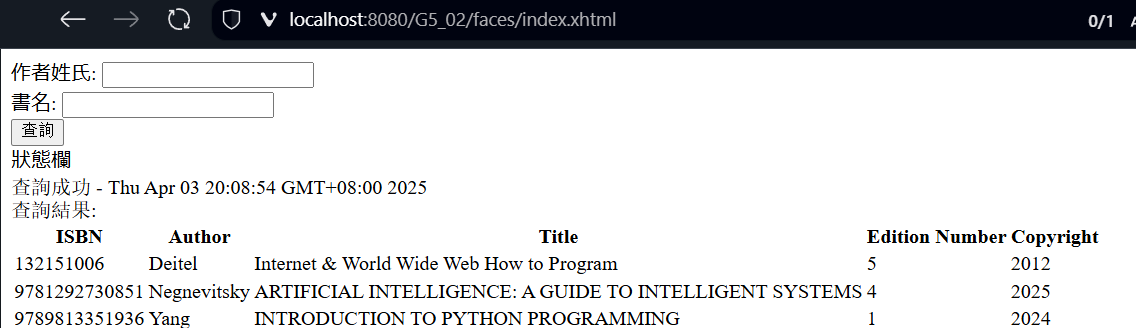 localhost:8080/G5_02/faces/index.xhtml 0/1
作者姓氏:
書名:
查詢
狀態欄
查詢成功 - Thu Apr 03 20:08:54 GMT+08:00 2025
查詢結果:
ISBN Author Title Edition Number Copyright
132151006 Deitel Internet & World Wide Web How to Program 5 2012
9781292730851 Negnevitsky ARTIFICIAL INTELLIGENCE: A GUIDE TO INTELLIGENT SYSTEMS 4 2025
9789813351936 Yang INTRODUCTION TO PYTHON PROGRAMMING 1 2024